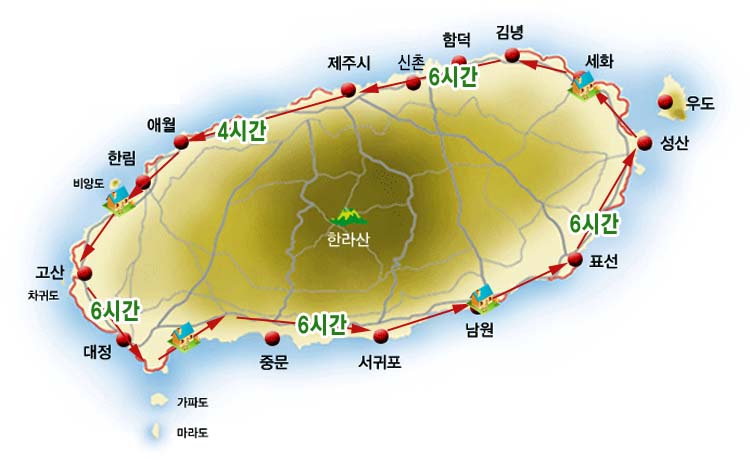 김녕
함덕
신촌
세화
제주시
6시간
우도
애월
4시간
성산
한림
비양도
6시간
한라산
표선
고산
차귀도
6시간
6시간
남원
대정
중문
서귀포
가파도
마라도